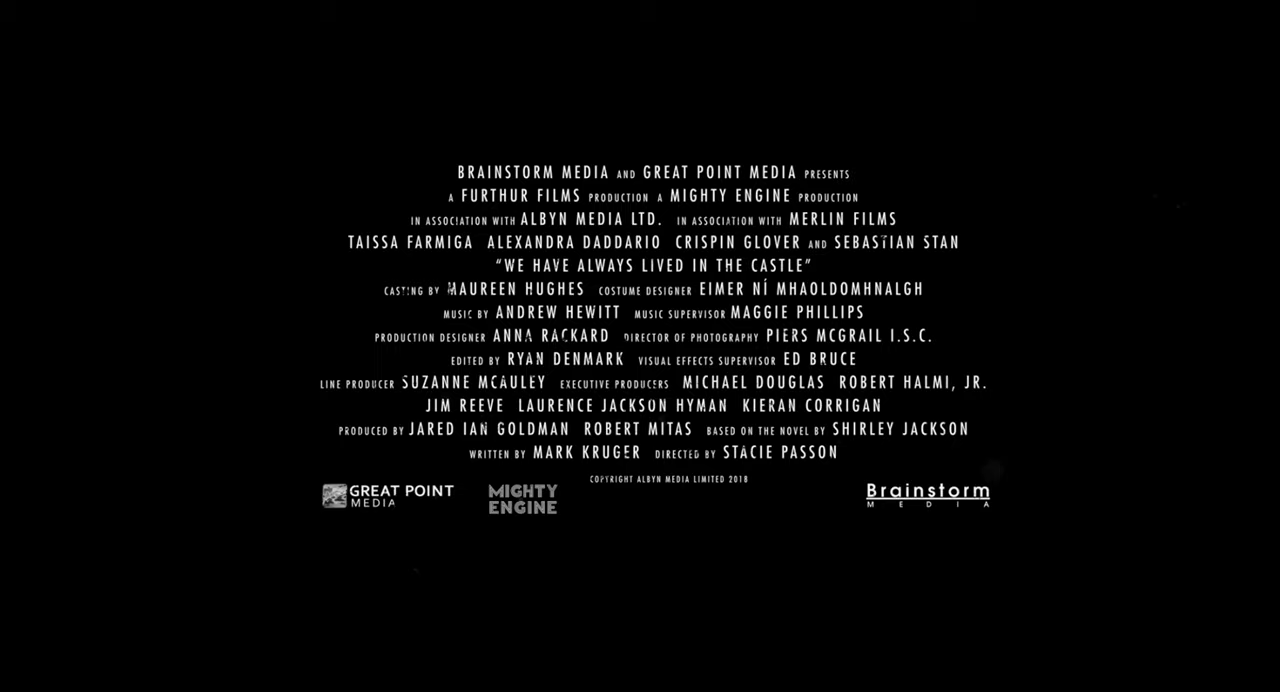 BRAINSTORM MEDIA AND GREAT POINT MEDIA PRESENTS
A FURTHUR FILMS PRODUCTION A MIGHTY ENGINE PRODUCTION
IN ASSOCIATION WITH ALBYN MEDIA LTD. IN ASSOCIATION WITH MERLIN FILMS
TAISSA FARMIGA ALEXANDRA DADDARIO CRISPIN GLOVER AND SEBASTIAN STAN
“WE HAVE ALWAYS LIVED IN THE CASTLE”
CASTING BY MAUREEN HUGHES COSTUME DESIGNER EIMER NÍ MHAOLDOMHNALGH
MUSIC BY ANDREW HEWITT MUSIC SUPERVISOR MAGGIE PHILLIPS
PRODUCTION DESIGNER ANNA RACKARD DIRECTOR OF PHOTOGRAPHY PIERS MCGRAIL I.S.C.
EDITED BY RYAN DENMARK VISUAL EFFECTS SUPERVISOR ED BRUCE
LINE PRODUCER SUZANNE MCAULEY EXECUTIVE PRODUCERS MICHAEL DOUGLAS ROBERT HALMI, JR.
JIM REEVE LAURENCE JACKSON HYMAN KIERAN CORRIGAN
PRODUCED BY JARED IAN GOLDMAN ROBERT MITAS BASED ON THE NOVEL BY SHIRLEY JACKSON
WRITTEN BY MARK KRUGER DIRECTED BY STACIE PASSON
COPYRIGHT ALBYN MEDIA LIMITED 2018
GREAT POINT MEDIA
MIGHTY ENGINE
Brainstorm MEDIA